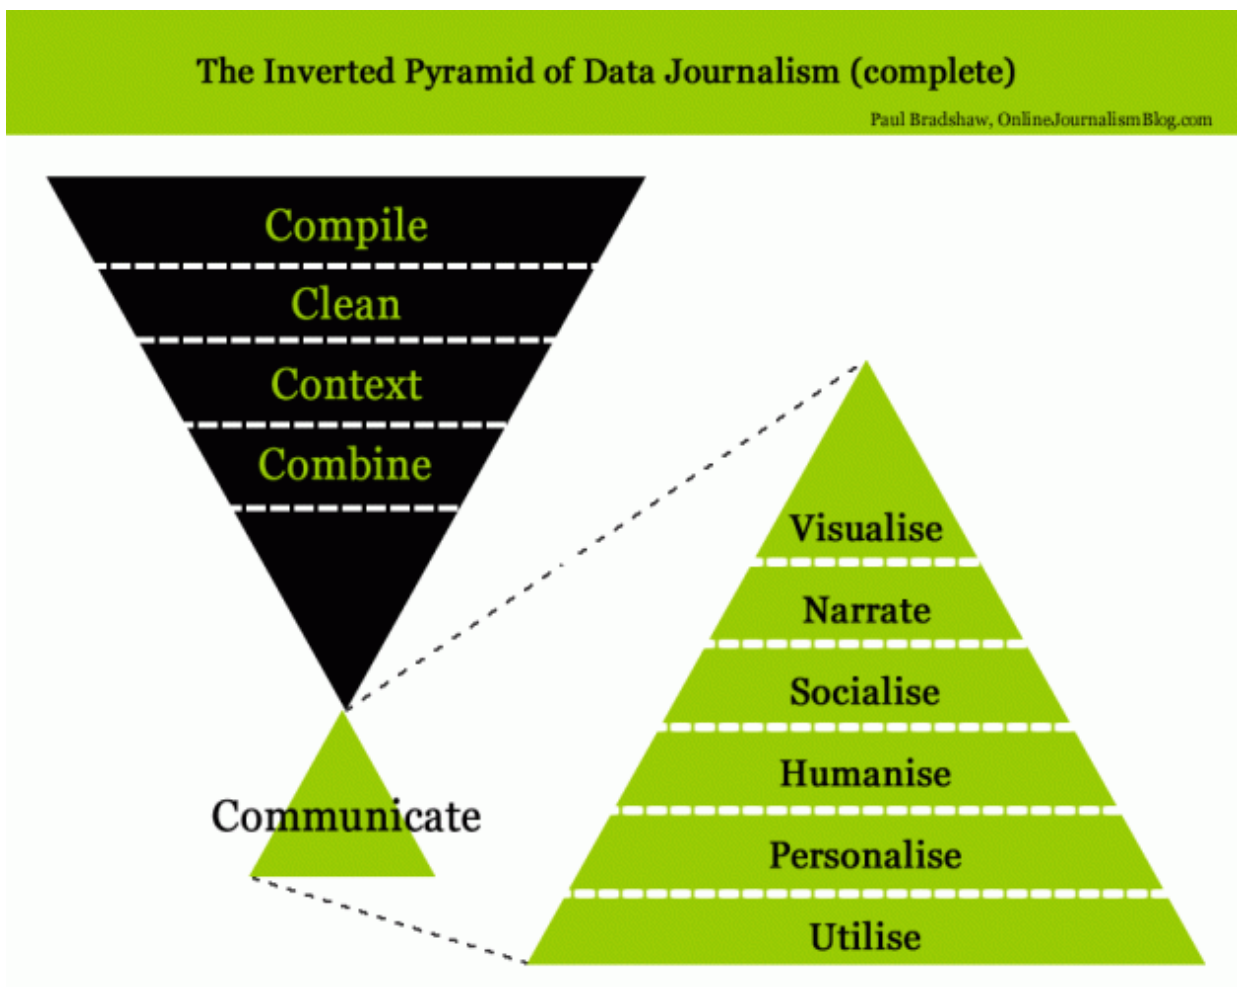 The Inverted Pyramid of Data Journalism (complete)
Paul Bradshaw, OnlineJournalismBlog.com
Compile
Clean
Context
Combine
Communicate
Visualise
Narrate
Socialise
Humanise
Personalise
Utilise